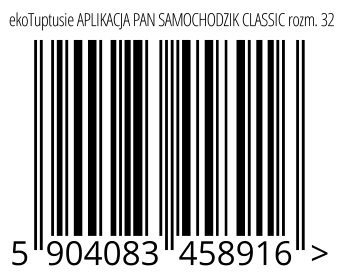 ekoTuptusie APLIKACJA PAN SAMOCHODZIK CLASSIC rozm. 32
5 904083 458916 >